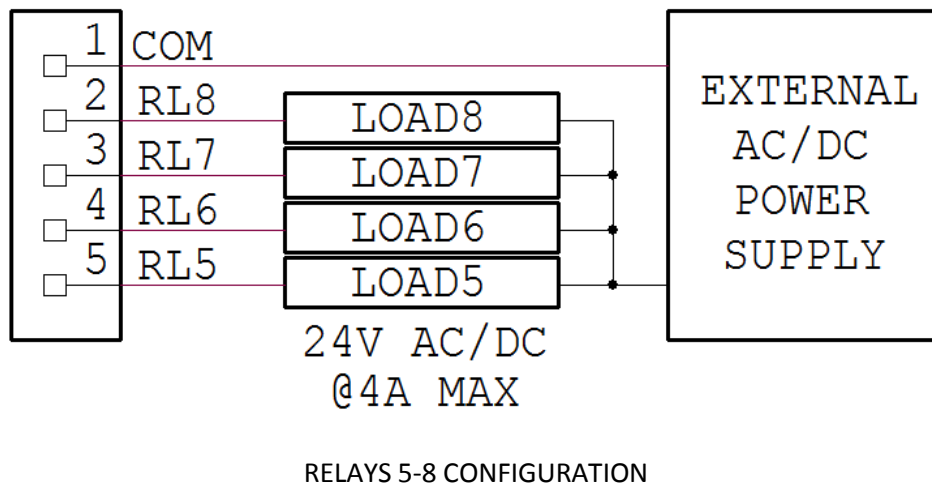 1 COM
2 RL8
3 RL7
4 RL6
5 RL5
LOAD8
LOAD7
LOAD6
LOAD5
24V AC/DC
@4A MAX
EXTERNAL
AC/DC
POWER
SUPPLY
RELAYS 5-8 CONFIGURATION